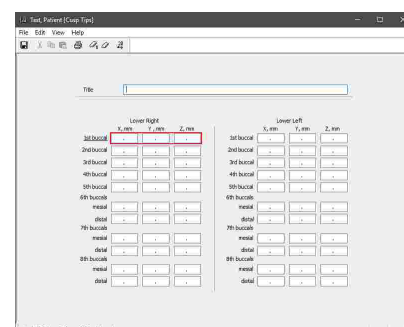 Test, Patient [Cusp Tips]
File Edit View Help
Title
Lower Right Lower Left
X, mm Y, mm Z, mm X, mm Y, mm Z, mm
1st buccal 1st buccal
2nd buccal 2nd buccal
3rd buccal 3rd buccal
4th buccal 4th buccal
5th buccal 5th buccal
6th buccals 6th buccals
mesial mesial
distal distal
7th buccals 7th buccals
mesial mesial
distal distal
8th buccals 8th buccals
mesial mesial
distal distal